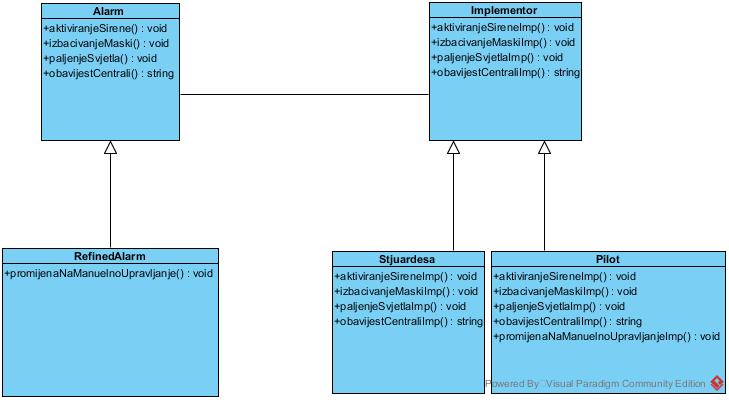 Alarm
+aktiviranjeSirene() : void
+izbacivanjeMaski() : void
+paljenjeSvjetla() : void
+obavijestCentrali() : string
Implementor
+aktiviranjeSireneImp() : void
+izbacivanjeMaskiImp() : void
+paljenjeSvjetlaImp() : void
+obavijestCentraliImp() : string
RefinedAlarm
+promijenaNaManuelnoUpravljanje() : void
Stjuardesa
+aktiviranjeSireneImp() : void
+izbacivanjeMaskiImp() : void
+paljenjeSvjetlaImp() : void
+obavijestCentraliImp() : string
Pilot
+aktiviranjeSireneImp() : void
+izbacivanjeMaskiImp() : void
+paljenjeSvjetlaImp() : void
+obavijestCentraliImp() : string
+promijenaNaManuelnoUpravljanjeImp() : void
Powered By Visual Paradigm Community Edition